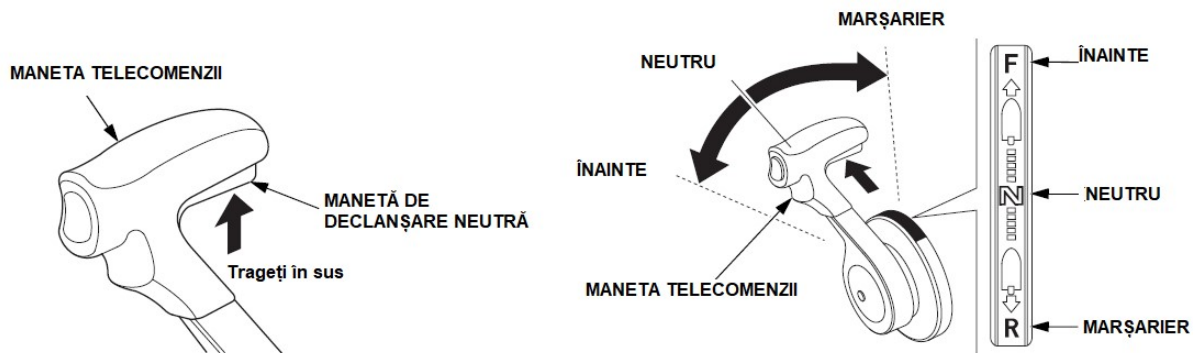 MANETA TELECOMENZII
MANETĂ DE
DECLANȘARE NEUTRĂ
Trageți în sus
MARȘARIER
NEUTRU
ÎNAINTE
MANETA TELECOMENZII
F
N
R
ÎNAINTE
NEUTRU
MARȘARIER